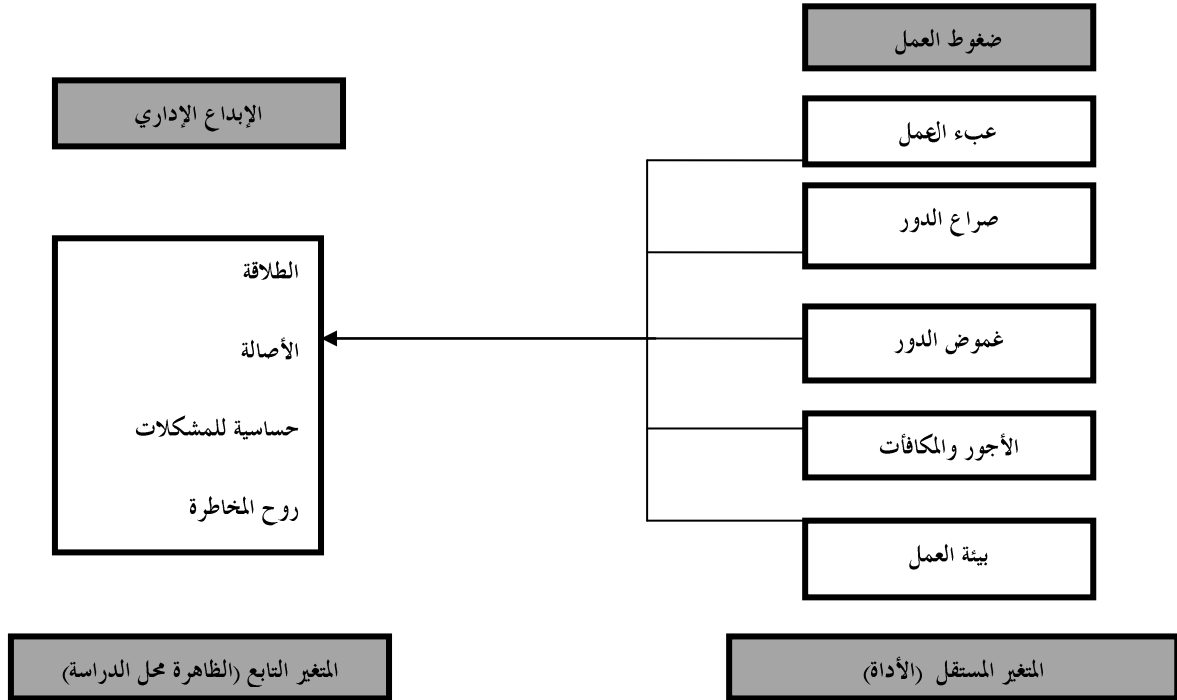 ضغوط العمل
عبء العمل
صراع الدور
غموض الدور
الأجور والمكافأت
بيئة العمل
المتغير المستقل (الأداة)
الإبداع الإداري
الطلاقة
الأصالة
حساسية للمشكلات
روح المخاطرة
المتغير التابع (الظاهرة محل الدراسة)